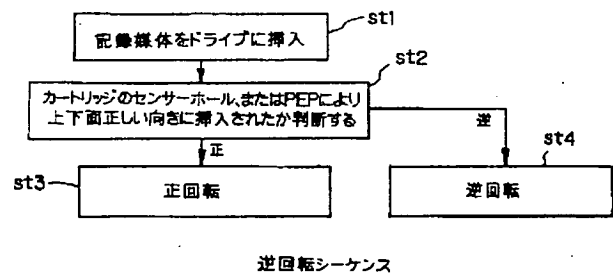 st1
記録媒体をドライブに挿入
st2
カートリッジのセンサーホール、またはPEPにより
上下面正しい向きに挿入されたか判断する
逆
正
st4
st3
正回転
逆回転
逆回転シーケンス